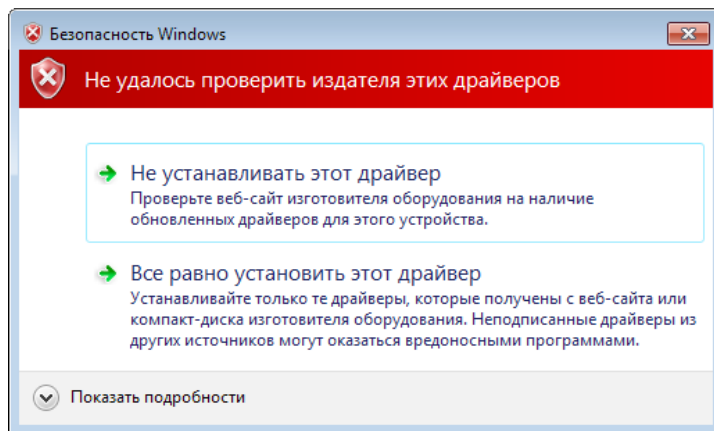 Безопасность Windows
Не удалось проверить издателя этих драйверов
Не устанавливать этот драйвер
Проверьте веб-сайт изготовителя оборудования на наличие
обновленных драйверов для этого устройства.
Все равно установить этот драйвер
Устанавливайте только те драйверы, которые получены с веб-сайта или
компакт-диска изготовителя оборудования. Неподписанные драйверы из
других источников могут оказаться вредоносными программами.
Показать подробности